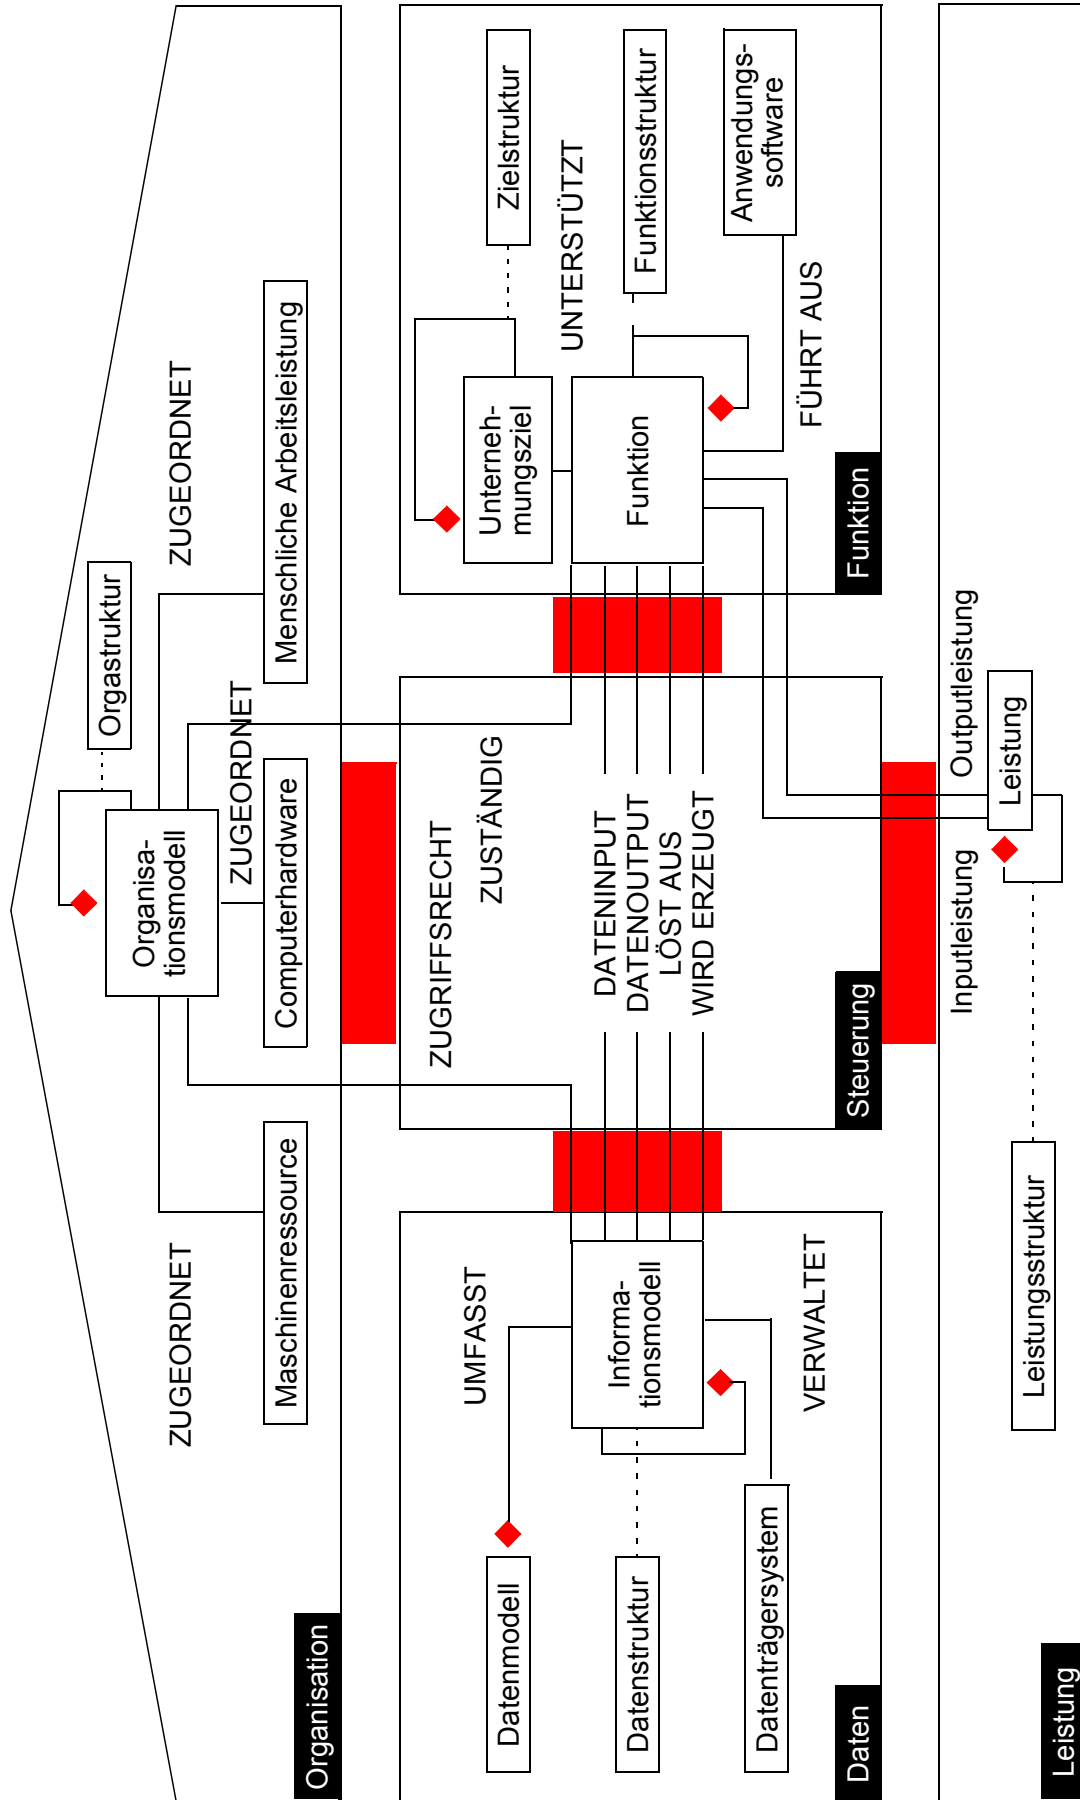 Orgastruktur
ZUGEORDNET
ZUGEORDNET
Organisa-
tionsmodell
ZUGEORDNET
Maschinenressource
Computerhardware
Menschliche Arbeitsleistung
Organisation
ZUGRIFFSRECHT
ZUSTÄNDIG
UMFASST
Datenmodell
Informa-
tionsmodell
Datenstruktur
VERWALTET
Datenträgersystem
Daten
DATENINPUT
DATENOUTPUT
LÖST AUS
WIRD ERZEUGT
Steuerung
Unterneh-
mungsziel
Zielstruktur
UNTERSTÜTZT
Funktion
Funktionsstruktur
Anwendungs-
software
FÜHRT AUS
Funktion
Inputleistung
Outputleistung
Leistung
Leistungsstruktur
Leistung